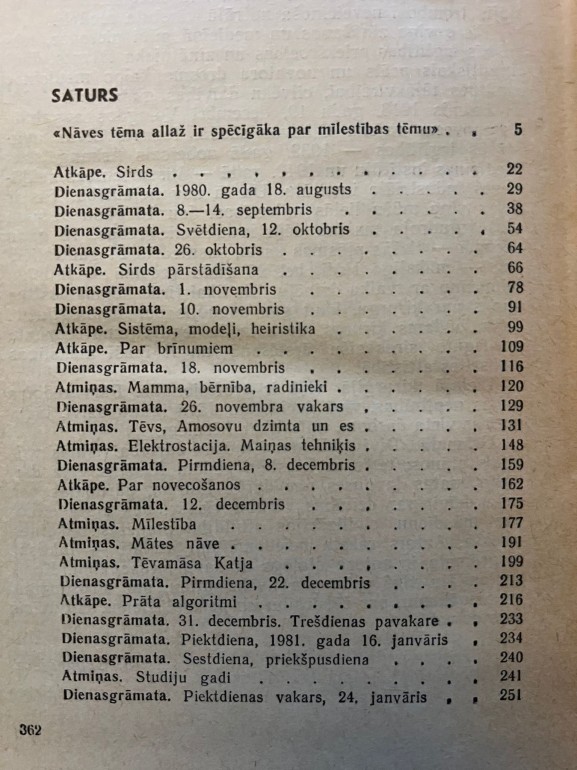 SATURS
«Nāves tēma allaž ir spēcīgāka par mīlestības tēmu» . . 5
Atkāpe. Sirds . . . . . . . . . . . 22
Dienasgrāmata. 1980. gada 18. augusts . . . . . 29
Dienasgrāmata. 8.—14. septembris . . . . . . 38
Dienasgrāmata. Svētdiena, 12. oktobris . . . . . 54
Dienasgrāmata. 26. oktobris . . . . . . . . 64
Atkāpe. Sirds pārstādīšana . . . . . . . . 66
Dienasgrāmata. 1. novembris . . . . . . . 78
Dienasgrāmata. 10. novembris . . . . . . . 91
Atkāpe. Sistēma, modeļi, heiristika . . . . . . 99
Atkāpe. Par brīnumiem . . . . . . . . . 109
Dienasgrāmata. 18. novembris . . . . . . . 116
Atmiņas. Mamma, bērnība, radinieki . . . . . . 120
Dienasgrāmata. 26. novembra vakars . . . . . 129
Atmiņas. Tēvs, Amosovu dzimta un es . . . . . 131
Atmiņas. Elektrostacija. Maiņas tehniķis . . . . . 148
Dienasgrāmata. Pirmdiena, 8. decembris . . . . . 159
Atkāpe. Par novecošanos . . . . . . . . 162
Dienasgrāmata. 12. decembris . . . . . . . 175
Atmiņas. Mīlestība . . . . . . . . . . 177
Atmiņas. Mātes nāve . . . . . . . . . . 191
Atmiņas. Tēvamāsa Katja . . . . . . . . 199
Dienasgrāmata. Pirmdiena, 22. decembris . . . . 213
Atkāpe. Prāta algoritmi . . . . . . . . . 216
Dienasgrāmata. 31. decembris. Trešdienas pavakare . . 233
Dienasgrāmata. Piektdiena, 1981. gada 16. janvāris . . 234
Dienasgrāmata. Sestdiena, priekšpusdiena . . . . 240
Atmiņas. Studiju gadi . . . . . . . . . 241
Dienasgrāmata. Piektdienas vakars, 24. janvāris . . 251
362